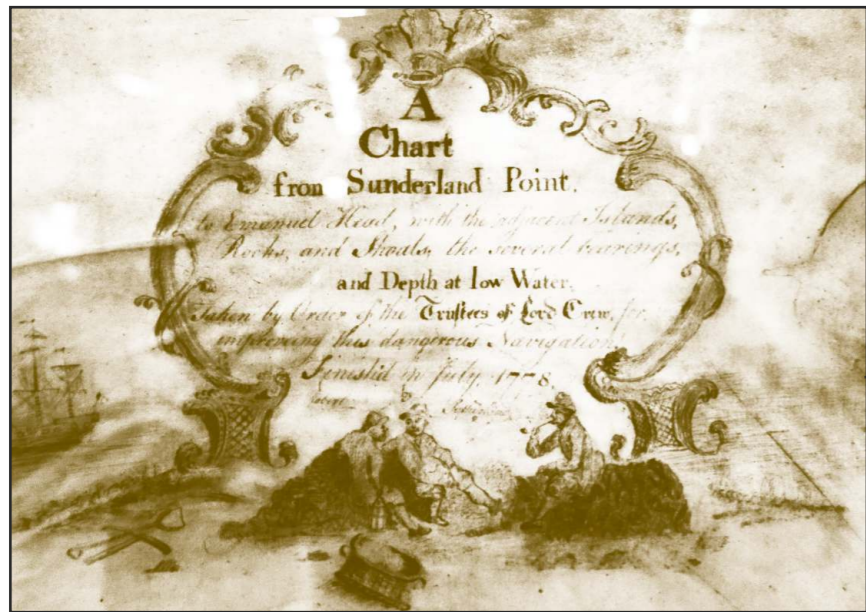 A
Chart
from Sunderland Point,
to Emanuel Head, with the adjacent Islands,
Rocks, and Shoals, the several bearings,
and Depth at low Water.
Taken by Order of the Trustees of Lord Crew, for
improving this dangerous Navigation
Finishd in July, 1778.